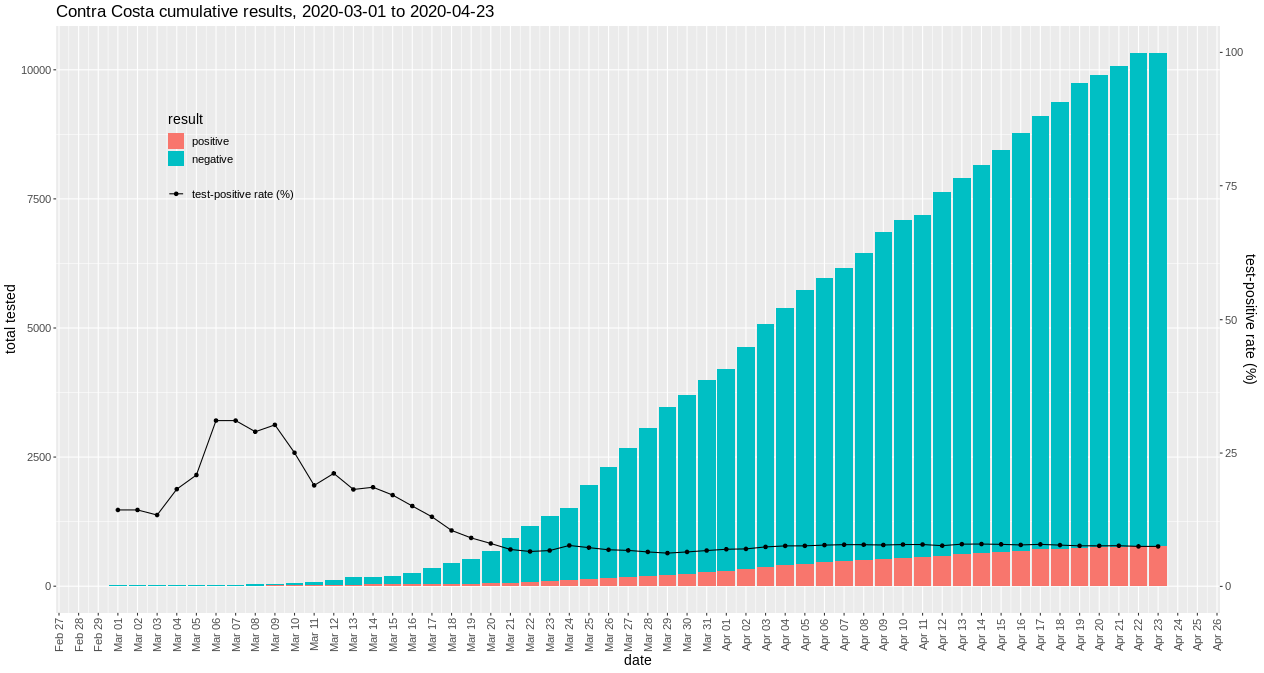 Contra Costa cumulative results, 2020-03-01 to 2020-04-23
total tested
10000
7500
5000
2500
0
result
positive
negative
test-positive rate (%)
100
75
50
25
0
test-positive rate (%)
Feb 27
Feb 28
Feb 29
Mar 01
Mar 02
Mar 03
Mar 04
Mar 05
Mar 06
Mar 07
Mar 08
Mar 09
Mar 10
Mar 11
Mar 12
Mar 13
Mar 14
Mar 15
Mar 16
Mar 17
Mar 18
Mar 19
Mar 20
Mar 21
Mar 22
Mar 23
Mar 24
Mar 25
Mar 26
Mar 27
Mar 28
Mar 29
Mar 30
Mar 31
Apr 01
Apr 02
Apr 03
Apr 04
Apr 05
Apr 06
Apr 07
Apr 08
Apr 09
Apr 10
Apr 11
Apr 12
Apr 13
Apr 14
Apr 15
Apr 16
Apr 17
Apr 18
Apr 19
Apr 20
Apr 21
Apr 22
Apr 23
Apr 24
Apr 25
Apr 26
date